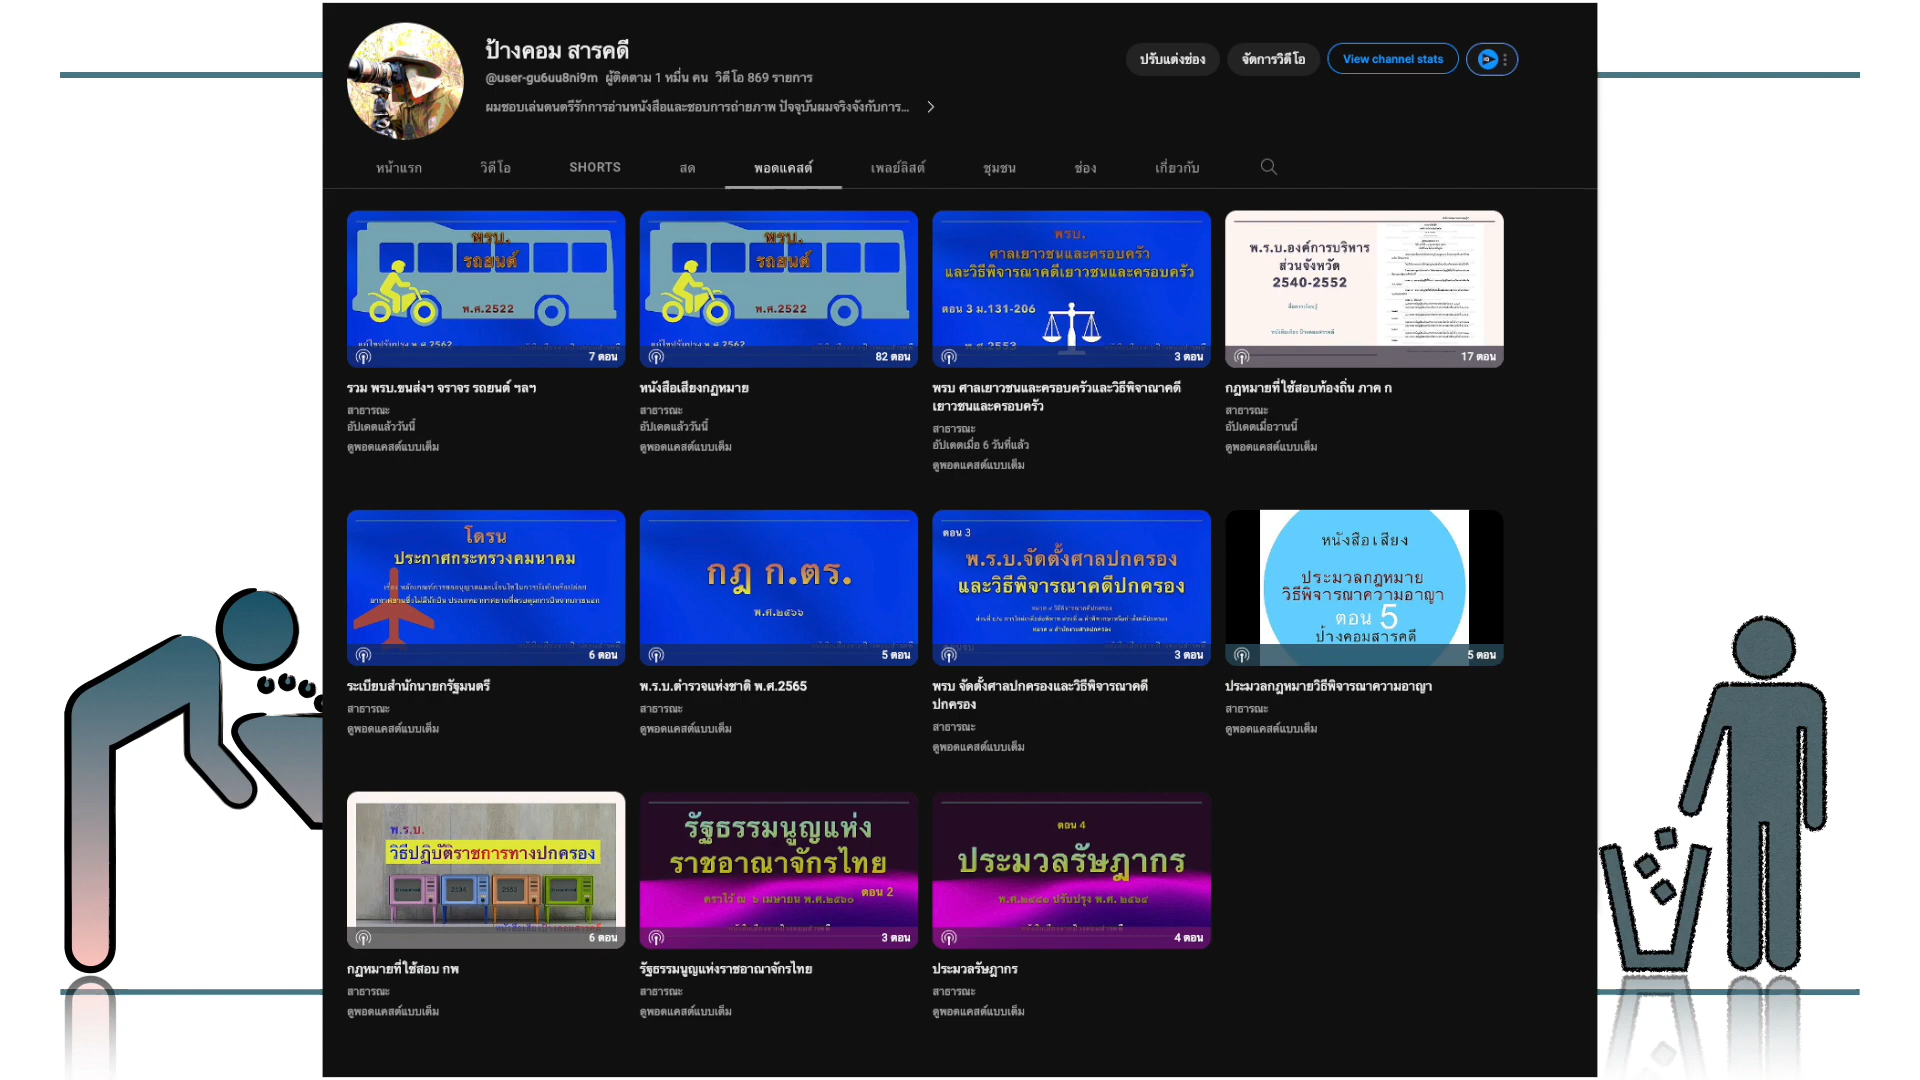 ป้างคอม สารคดี
@user-gu6uu8ni9m ผู้ติดตาม 1 หมื่น คน วิดีโอ 869 รายการ
ผมชอบเล่นดนตรีรักการอ่านหนังสือและชอบการถ่ายภาพ ปัจจุบันผมจริงจังกับการ...
ปรับแต่งช่อง
จัดการวิดีโอ
View channel stats
หน้าแรก
วิดีโอ
SHORTS
สด
พอดแคสต์
เพลย์ลิสต์
ชุมชน
ช่อง
เกี่ยวกับ
พรบ.
รถยนต์
พ.ศ.2522
7 ตอน
รวม พรบ.ขนส่งฯ จราจร รถยนต์ ฯลฯ
สาธารณะ
อัปเดตแล้ววันนี้
ดูพอดแคสต์แบบเต็ม
พรบ.
รถยนต์
พ.ศ.2522
82 ตอน
หนังสือเสียงกฎหมาย
สาธารณะ
อัปเดตแล้ววันนี้
ดูพอดแคสต์แบบเต็ม
พรบ.
ศาลเยาวชนและครอบครัว
และวิธีพิจารณาคดีเยาวชนและครอบครัว
ตอน 3 ม.131-206
พ.ศ.2553
3 ตอน
พรบ ศาลเยาวชนและครอบครัวและวิธีพิจาณาคดี
เยาวชนและครอบครัว
สาธารณะ
อัปเดตเมื่อ 6 วันที่แล้ว
ดูพอดแคสต์แบบเต็ม
พ.ร.บ.องค์การบริหาร
ส่วนจังหวัด
2540-2552
17 ตอน
กฎหมายที่ใช้สอบท้องถิ่น ภาค ก
สาธารณะ
อัปเดตเมื่อวานนี้
ดูพอดแคสต์แบบเต็ม
โดรน
ประกาศกระทรวงคมนาคม
6 ตอน
ระเบียบสำนักนายกรัฐมนตรี
สาธารณะ
ดูพอดแคสต์แบบเต็ม
กฎ ก.ตร.
พ.ศ.๒๕๖๖
5 ตอน
พ.ร.บ.ตำรวจแห่งชาติ พ.ศ.2565
สาธารณะ
ดูพอดแคสต์แบบเต็ม
ตอน 3
พ.ร.บ.จัดตั้งศาลปกครอง
และวิธีพิจารณาคดีปกครอง
3 ตอน
พรบ จัดตั้งศาลปกครองและวิธีพิจารณาคดี
ปกครอง
สาธารณะ
ดูพอดแคสต์แบบเต็ม
หนังสือเสียง
ประมวลกฎหมาย
วิธีพิจารณาความอาญา
ตอน 5
ป้างคอมสารคดี
5 ตอน
ประมวลกฎหมายวิธีพิจารณาความอาญา
สาธารณะ
ดูพอดแคสต์แบบเต็ม
พ.ร.บ.
วิธีปฏิบัติราชการทางปกครอง
6 ตอน
กฎหมายที่ใช้สอบ กพ
สาธารณะ
ดูพอดแคสต์แบบเต็ม
รัฐธรรมนูญแห่ง
ราชอาณาจักรไทย
ตอน 2
ตราไว้ ณ ๖ เมษายน พ.ศ.๒๕๖๐
3 ตอน
รัฐธรรมนูญแห่งราชอาณาจักรไทย
สาธารณะ
ดูพอดแคสต์แบบเต็ม
ตอน 4
ประมวลรัษฎากร
4 ตอน
ประมวลรัษฎากร
สาธารณะ
ดูพอดแคสต์แบบเต็ม